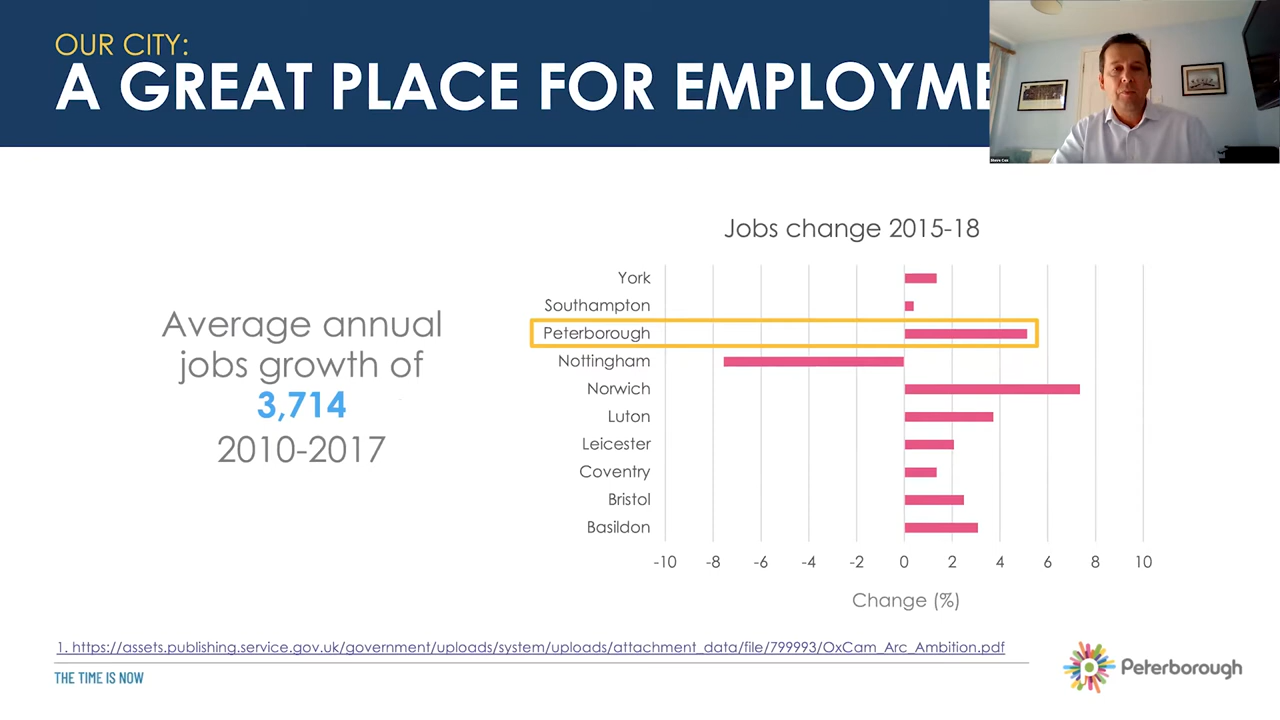 OUR CITY:
A GREAT PLACE FOR EMPLOYME
Steve Cox
Jobs change 2015-18
Average annual
jobs growth of
3,714
2010-2017
York
Southampton
Peterborough
Nottingham
Norwich
Luton
Leicester
Coventry
Bristol
Basildon
-10 -8 -6 -4 -2 0 2 4 6 8 10
Change (%)
1. https://assets.publishing.service.gov.uk/government/uploads/system/uploads/attachment_data/file/799993/OxCam_Arc_Ambition.pdf
THE TIME IS NOW
Peterborough